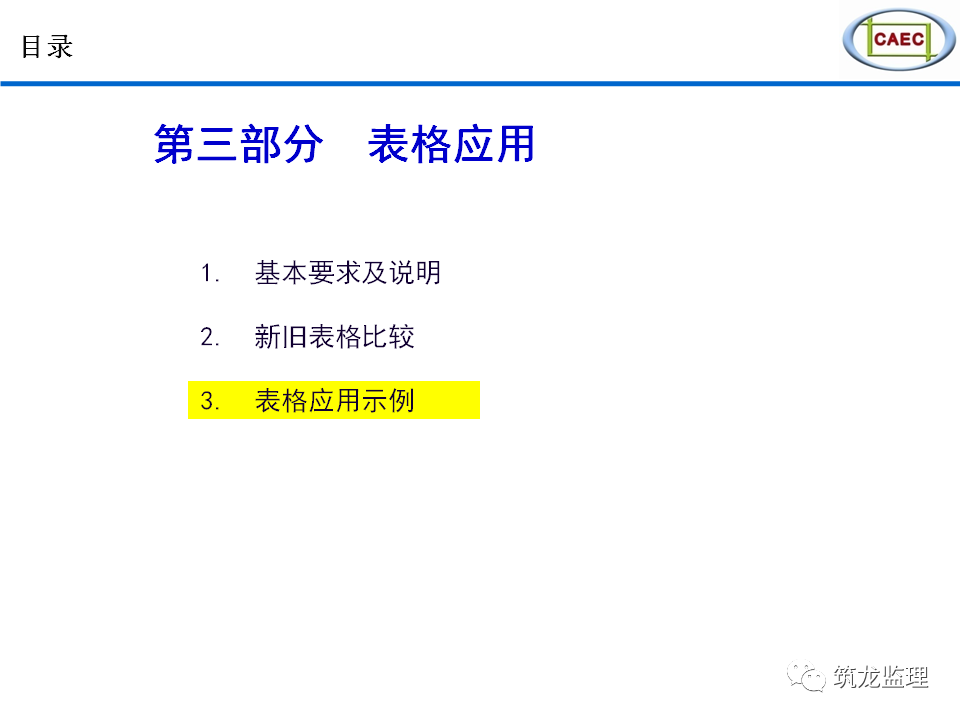 目录
CAEC
第三部分 表格应用
1. 基本要求及说明
2. 新旧表格比较
3. 表格应用示例
筑龙监理